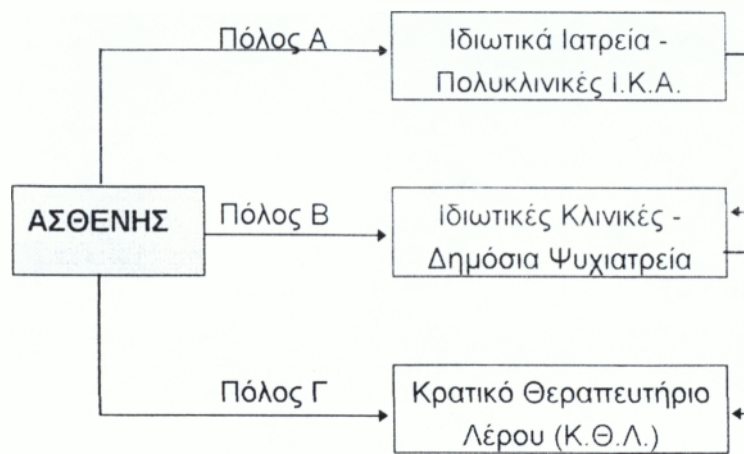 Πόλος Α
Ιδιωτικά Ιατρεία -
Πολυκλινικές Ι.Κ.Α.
ΑΣΘΕΝΗΣ
Πόλος Β
Ιδιωτικές Κλινικές -
Δημόσια Ψυχιατρεία
Πόλος Γ
Κρατικό Θεραπευτήριο
Λέρου (Κ.Θ.Λ.)